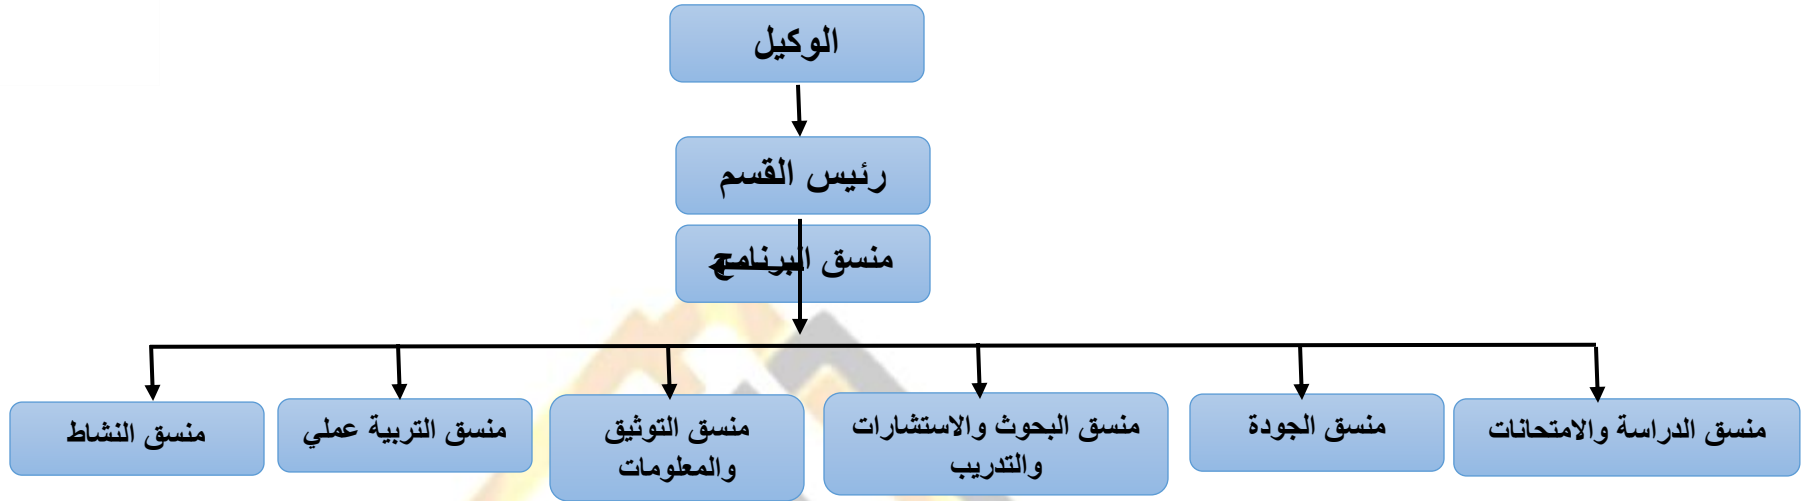 الوكيل
رئيس القسم
منسق البرنامج
منسق الدراسة والامتحانات
منسق الجودة
منسق البحوث والاستشارات
والتدريب
منسق التوثيق
والمعلومات
منسق التربية عملي
منسق النشاط